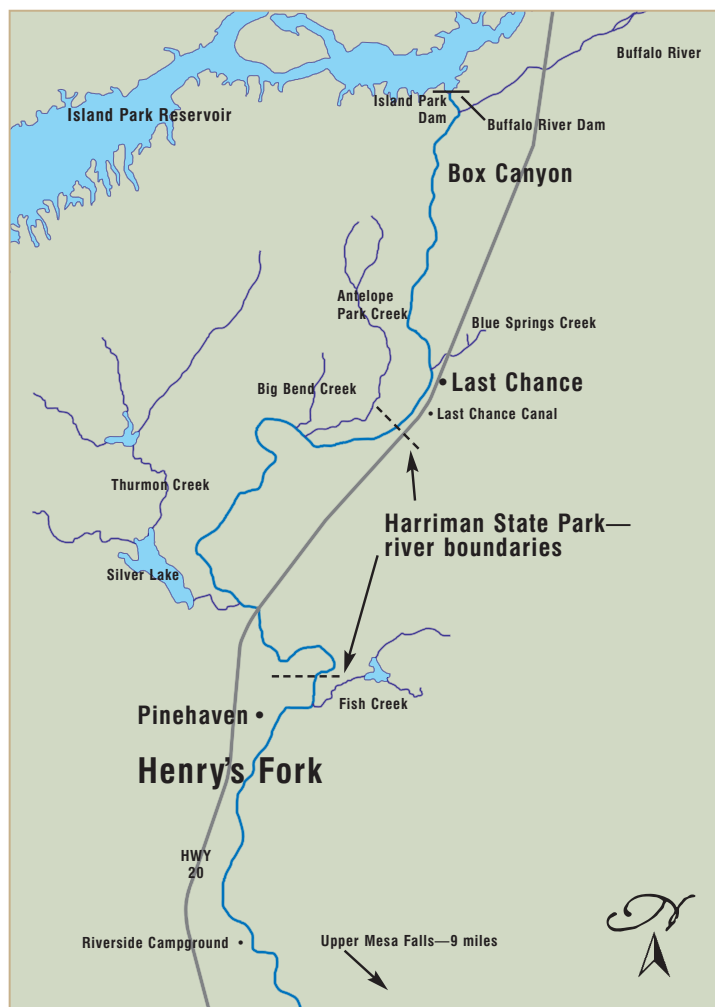 Buffalo River
Island Park Reservoir
Island Park
Dam
Buffalo River Dam
Box Canyon
Antelope
Park Creek
Blue Springs Creek
Big Bend Creek
Last Chance
Last Chance Canal
Thurmon Creek
Harriman State Park—
river boundaries
Silver Lake
Fish Creek
Pinehaven
Henry's Fork
HWY
20
Riverside Campground
Upper Mesa Falls—9 miles
N